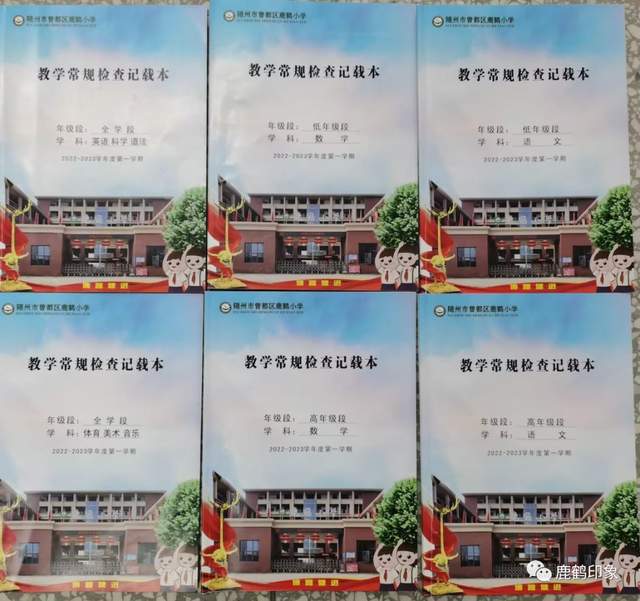 随州市曾都区鹿鹤小学
教学常规检查记载本
年级段：全学段
学科：英语 科学 道法
2022-2023学年度第一学期
随州市曾都区鹿鹤小学
教学常规检查记载本
年级段：低年级段
学科：数学
2022-2023学年度第一学期
随州市曾都区鹿鹤小学
教学常规检查记载本
年级段：低年级段
学科：语文
2022-2023学年度第一学期
随州市曾都区鹿鹤小学
教学常规检查记载本
年级段：全学段
学科：体育 美术 音乐
2022-2023学年度第一学期
随州市曾都区鹿鹤小学
教学常规检查记载本
年级段：高年级段
学科：数学
2022-2023学年度第一学期
随州市曾都区鹿鹤小学
教学常规检查记载本
年级段：高年级段
学科：语文
2022-2023学年度第一学期
鹿鹤印象